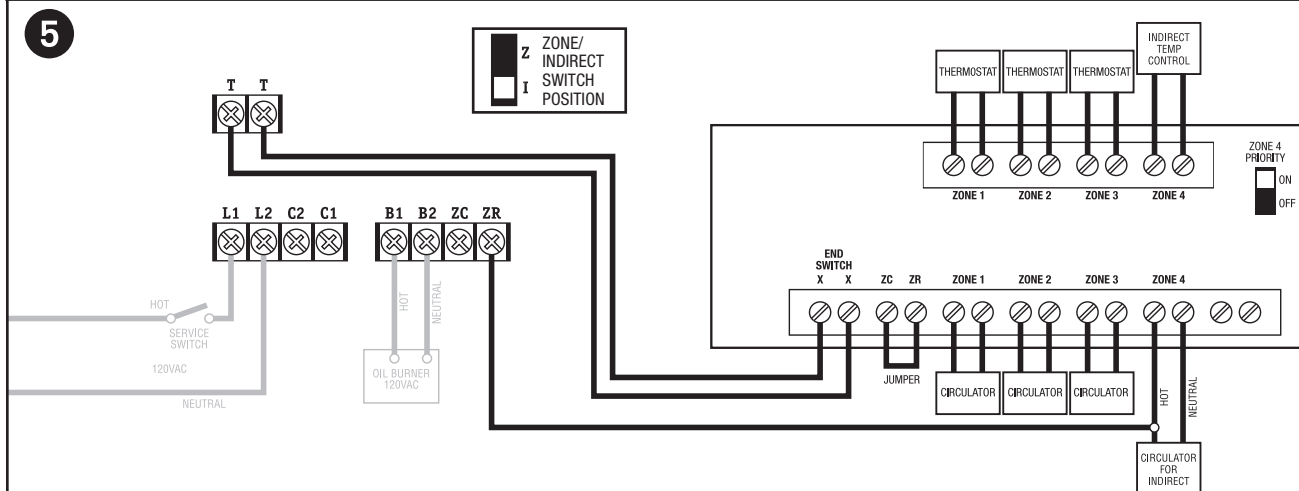 5
Z
I
ZONE/
INDIRECT
SWITCH
POSITION
T T
L1 L2 C2 C1
B1 B2 ZC ZR
HOT
SERVICE
SWITCH
120VAC
NEUTRAL
HOT
NEUTRAL
OIL BURNER
120VAC
THERMOSTAT THERMOSTAT THERMOSTAT
INDIRECT
TEMP
CONTROL
ZONE 1 ZONE 2 ZONE 3 ZONE 4
ZONE 4
PRIORITY
ON
OFF
END
SWITCH
X X ZC ZR ZONE 1 ZONE 2 ZONE 3 ZONE 4
JUMPER
CIRCULATOR CIRCULATOR CIRCULATOR
HOT
NEUTRAL
CIRCULATOR
FOR
INDIRECT